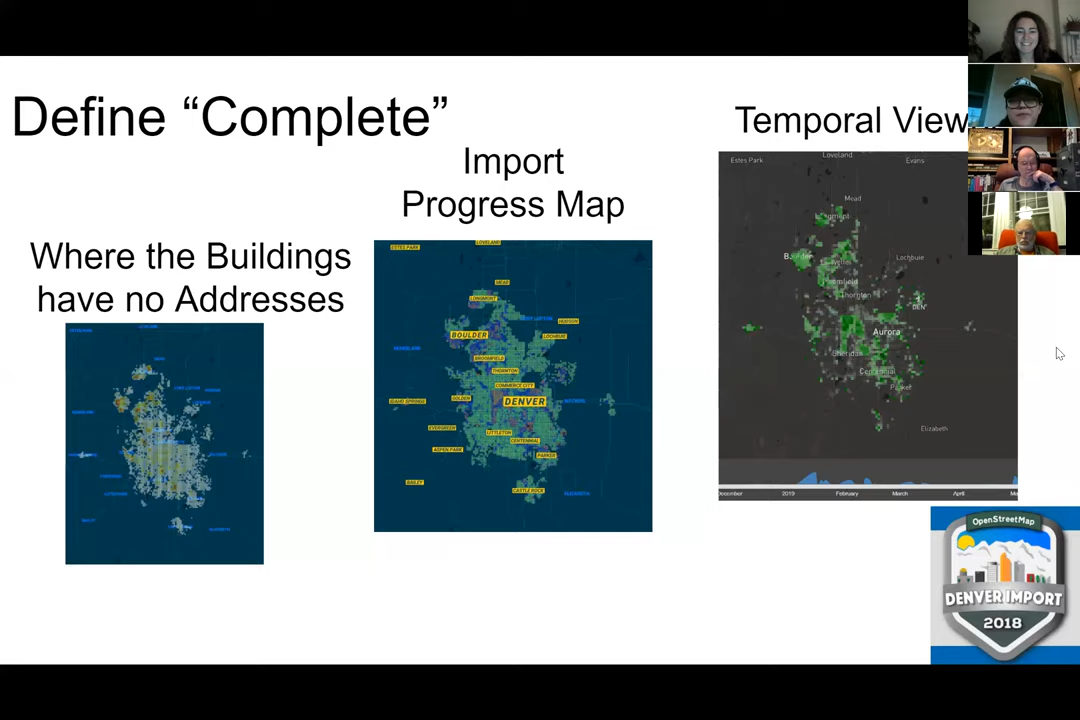 Define “Complete”
Where the Buildings
have no Addresses
Import
Progress Map
ESTES PARK
LOVELAND
MEAD
LONGMONT
HUDSON
BOULDER
LOCHBUIE
BROOMFIELD
THORNTON
COMMERCE CITY
GOLDEN
DENVER
IDAHO SPRINGS
EVERGREEN
LITTLETON
CENTENNIAL
ASPEN PARK
PARKER
BAILEY
CASTLE ROCK
ELIZABETH
Temporal View
Estes Park
Loveland
Evans
Mead
Longmont
Boulder
Lochbuie
Thornton
DEN
Aurora
Sheridan
Centennial
Parker
Elizabeth
December
2019
February
March
April
OpenStreetMap
DENVER IMPORT
2018